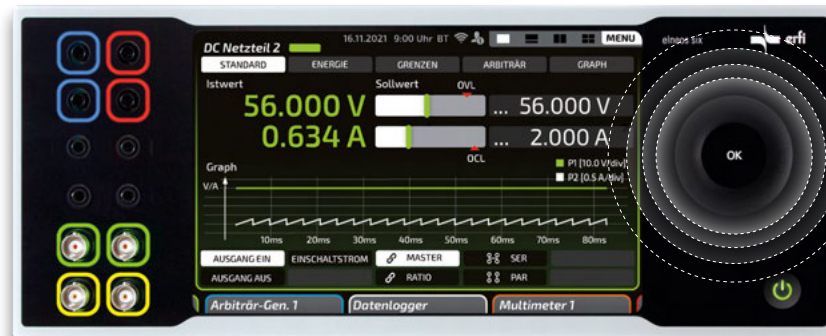 DC Netzteil 2 16.11.2021 9:00 Uhr BT MENU
elneos six erfi
STANDARD ENERGIE GRENZEN ARBITRÄR GRAPH
Istwert Sollwert OVL
56.000 V ... 56.000 V
0.634 A ... 2.000 A
OCL
OK
Graph P1 [10.0 V/div]
P2 [0.5 A/div]
V/A
10ms 20ms 30ms 40ms 50ms 60ms 70ms 80ms
AUSGANG EIN EINSCHALTSTROM MASTER SER
AUSGANG AUS RATIO PAR
Arbiträr-Gen. 1 Datenlogger Multimeter 1